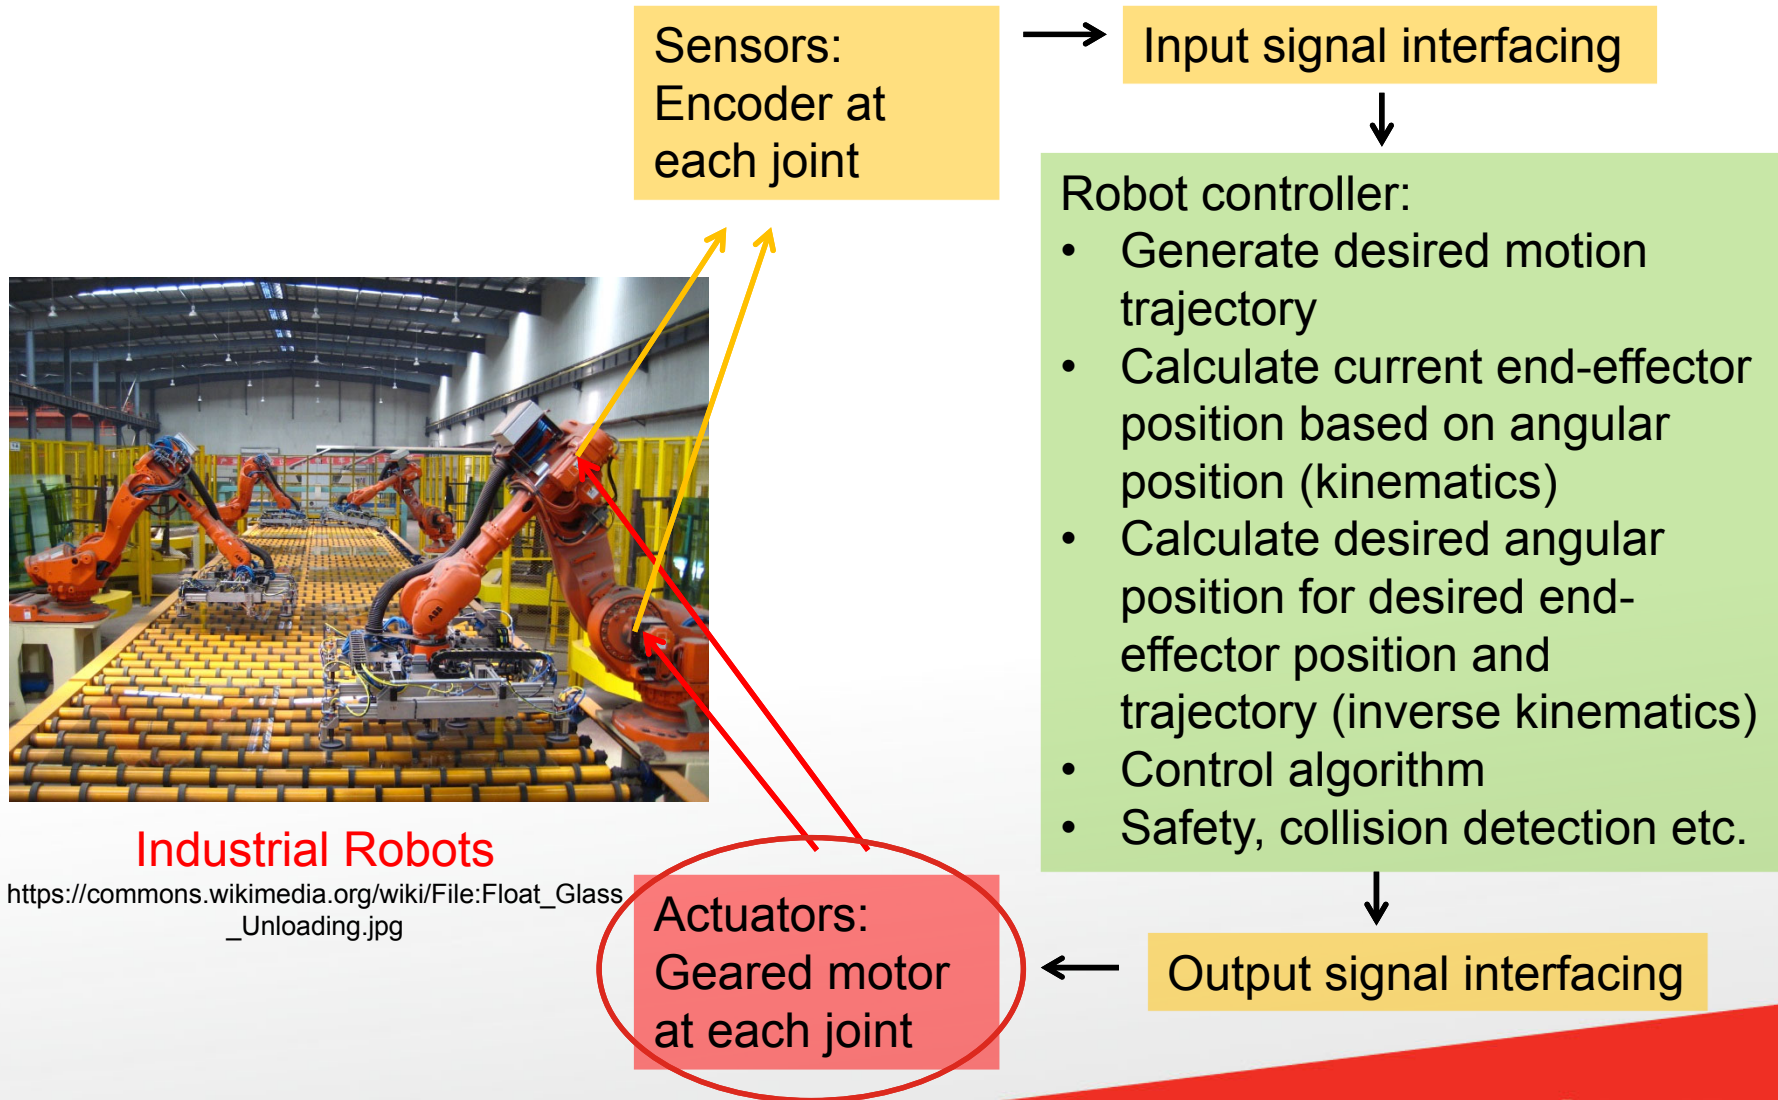 Sensors:
Encoder at
each joint
Input signal interfacing
Robot controller:
• Generate desired motion
trajectory
• Calculate current end-effector
position based on angular
position (kinematics)
• Calculate desired angular
position for desired end-
effector position and
trajectory (inverse kinematics)
• Control algorithm
• Safety, collision detection etc.
Output signal interfacing
Actuators:
Geared motor
at each joint
ABB
Industrial Robots
https://commons.wikimedia.org/wiki/File:Float_Glass
_Unloading.jpg